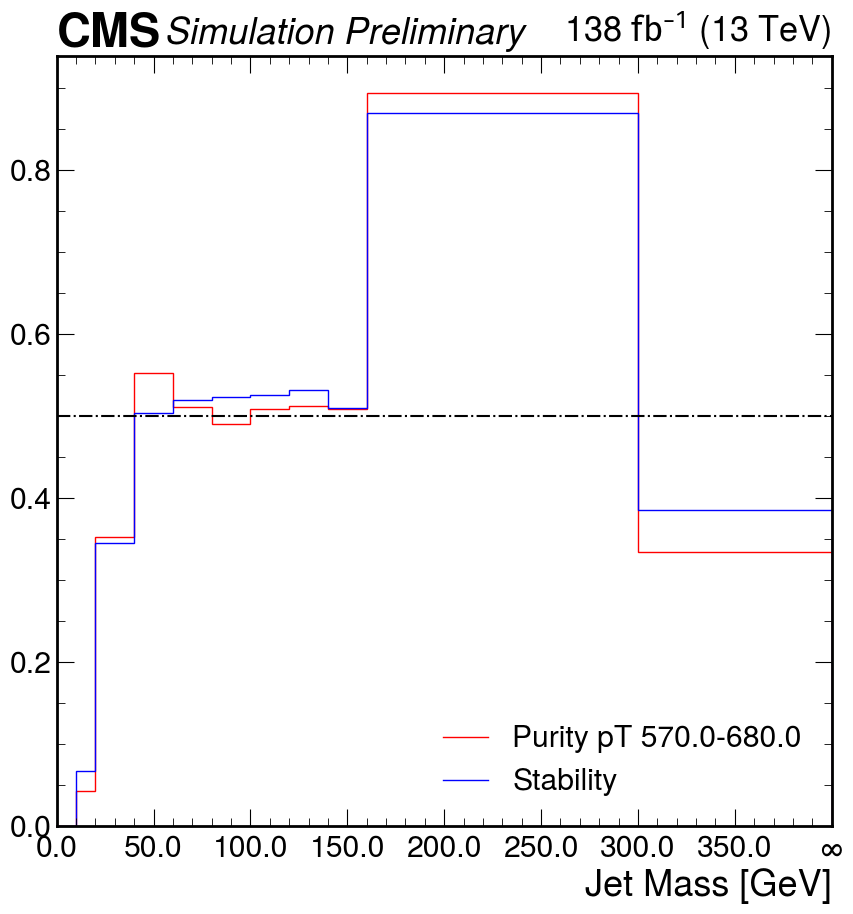 CMS Simulation Preliminary 138 fb⁻¹ (13 TeV)
0.8
0.6
0.4
0.2
0.0
Purity pT 570.0-680.0
Stability
0.0 50.0 100.0 150.0 200.0 250.0 300.0 350.0 ∞
Jet Mass [GeV]